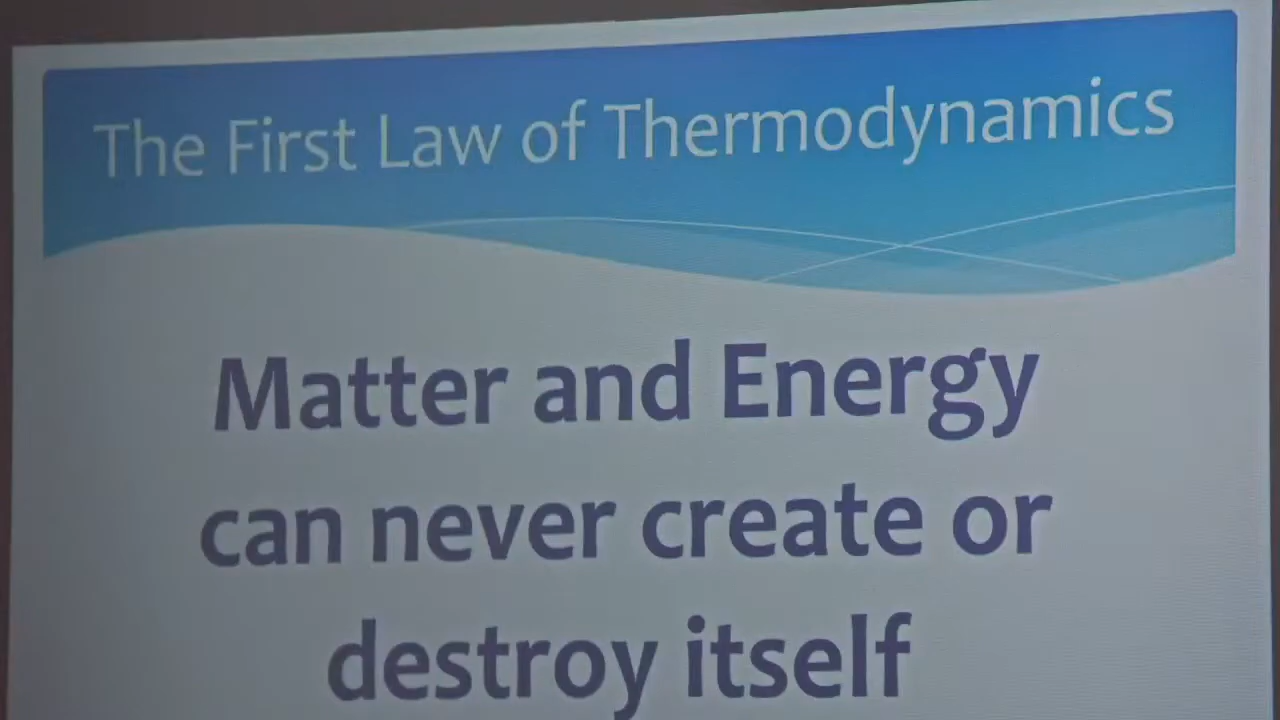 The First Law of Thermodynamics
Matter and Energy
can never create or
destroy itself